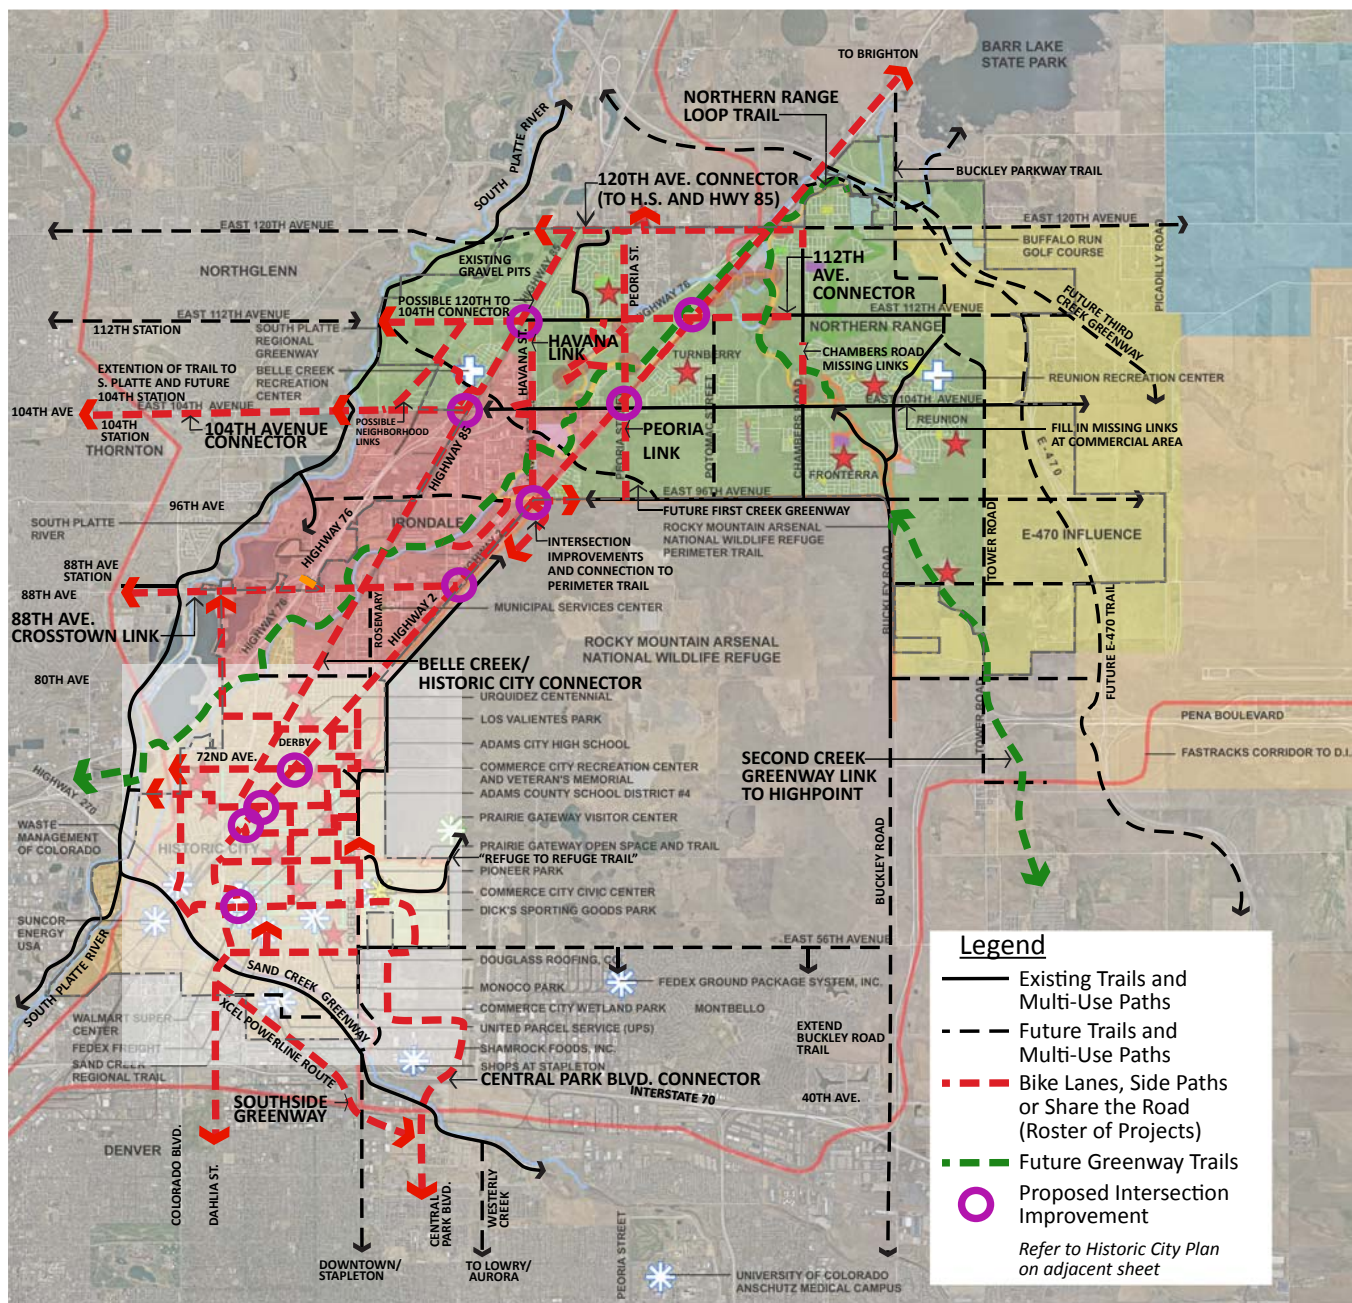 TO BRIGHTON
BARR LAKE
STATE PARK
NORTHERN RANGE
LOOP TRAIL
SOUTH PLATTE RIVER
BUCKLEY PARKWAY TRAIL
120TH AVE. CONNECTOR
(TO H.S. AND HWY 85)
EAST 120TH AVENUE
EAST 120TH AVENUE
PICADILLY ROAD
BUFFALO RUN
GOLF COURSE
NORTHGLENN
EXISTING
GRAVEL PITS
HIGHWAY 85
PEORIA ST.
HIGHWAY 76
112TH
AVE.
CONNECTOR
FUTURE THIRD
CREEK GREENWAY
POSSIBLE 120TH TO
104TH CONNECTOR
EAST 112TH AVENUE
112TH STATION
EAST 112TH AVENUE
SOUTH PLATTE
REGIONAL
GREENWAY
NORTHERN RANGE
HAVANA
LINK
HAVANA ST.
TURNBERRY
CHAMBERS ROAD
MISSING LINKS
EXTENTION OF TRAIL TO
S. PLATTE AND FUTURE
104TH STATION
BELLE CREEK
RECREATION
CENTER
REUNION RECREATION CENTER
104TH AVE
EAST 104TH AVENUE
EAST 104TH AVENUE
104TH
STATION
104TH AVENUE
CONNECTOR
POSSIBLE
NEIGHBORHOOD
LINKS
THORNTON
HIGHWAY 85
PEORIA ST.
PEORIA
LINK
POTOMAC STREET
CHAMBERS ROAD
REUNION
FILL IN MISSING LINKS
AT COMMERCIAL AREA
E-470
FRONTERRA
96TH AVE
EAST 96TH AVENUE
FUTURE FIRST CREEK GREENWAY
SOUTH PLATTE
RIVER
IRONDALE
HIGHWAY 76
ROCKY MOUNTAIN ARSENAL
NATIONAL WILDLIFE REFUGE
PERIMETER TRAIL
E-470 INFLUENCE
TOWER ROAD
HIGHWAY 2
INTERSECTION
IMPROVEMENTS
AND CONNECTION TO
PERIMETER TRAIL
88TH AVE
STATION
88TH AVE
BUCKLEY ROAD
88TH AVE.
CROSSTOWN LINK
HIGHWAY 76
ROSEMARY
HIGHWAY 2
MUNICIPAL SERVICES CENTER
ROCKY MOUNTAIN ARSENAL
NATIONAL WILDLIFE REFUGE
FUTURE E-470 TRAIL
80TH AVE
BELLE CREEK/
HISTORIC CITY CONNECTOR
TOWER ROAD
URQUIDEZ CENTENNIAL
LOS VALIENTES PARK
PENA BOULEVARD
DERBY
72ND AVE.
ADAMS CITY HIGH SCHOOL
FASTRACKS CORRIDOR TO D.I.
HIGHWAY 270
COMMERCE CITY RECREATION CENTER
AND VETERAN'S MEMORIAL
SECOND CREEK
GREENWAY LINK
TO HIGHPOINT
ADAMS COUNTY SCHOOL DISTRICT #4
PRAIRIE GATEWAY VISITOR CENTER
WASTE
MANAGEMENT
OF COLORADO
HISTORIC CITY
PRAIRIE GATEWAY OPEN SPACE AND TRAIL
"REFUGE TO REFUGE TRAIL"
PIONEER PARK
BUCKLEY ROAD
COMMERCE CITY CIVIC CENTER
DICK'S SPORTING GOODS PARK
SUNCOR
ENERGY
USA
SOUTH PLATTE RIVER
EAST 56TH AVENUE
DOUGLASS ROOFING, CO.
SAND CREEK GREENWAY
MONOCO PARK
FEDEX GROUND PACKAGE SYSTEM, INC.
COMMERCE CITY WETLAND PARK
MONTBELLO
WALMART SUPER
CENTER
XCEL POWERLINE ROUTE
UNITED PARCEL SERVICE (UPS)
EXTEND
BUCKLEY ROAD
TRAIL
FEDEX FREIGHT
SHAMROCK FOODS, INC.
SAND CREEK
REGIONAL TRAIL
SHOPS AT STAPLETON
CENTRAL PARK BLVD. CONNECTOR
INTERSTATE 70
40TH AVE.
SOUTHSIDE
GREENWAY
DENVER
COLORADO BLVD.
DAHLIA ST.
CENTRAL
PARK BLVD.
WESTERLY
CREEK
DOWNTOWN/
STAPLETON
TO LOWRY/
AURORA
PEORIA STREET
UNIVERSITY OF COLORADO
ANSCHUTZ MEDICAL CAMPUS
Legend
Existing Trails and
Multi-Use Paths
Future Trails and
Multi-Use Paths
Bike Lanes, Side Paths
or Share the Road
(Roster of Projects)
Future Greenway Trails
Proposed Intersection
Improvement
Refer to Historic City Plan
on adjacent sheet